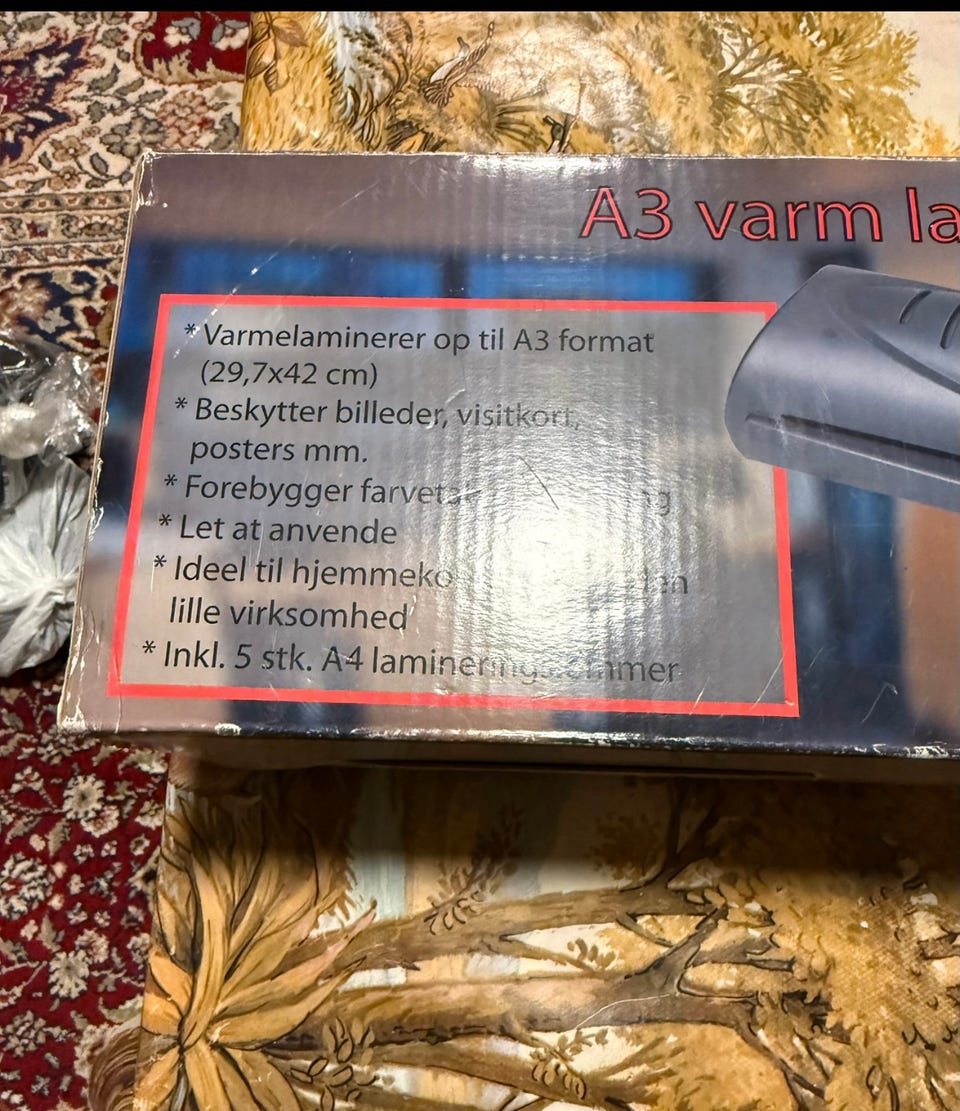 A3 varm la
* Varmelaminerer op til A3 format
(29,7x42 cm)
* Beskytter billeder, visitkort,
posters mm.
* Forebygger
* Let at anvende
* Ideel til
lille virksomhed
* Inkl. 5 stk. A4